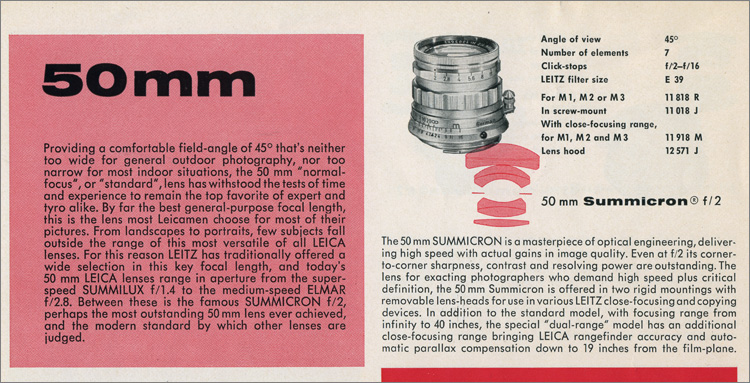 50mm
Providing a comfortable field-angle of 45° that's neither
too wide for general outdoor photography, nor too
narrow for most indoor situations, the 50 mm "normal-
focus", or "standard", lens has withstood the tests of time
and experience to remain the top favorite of expert and
tyro alike. By far the best general-purpose focal length,
this is the lens most Leicamen choose for most of their
pictures. From landscapes to portraits, few subjects fall
outside the range of this most versatile of all LEICA
lenses. For this reason LEITZ has traditionally offered a
wide selection in this key focal length, and today's
50 mm LEICA lenses range in aperture from the super-
speed SUMMILUX f/1.4 to the medium-speed ELMAR
f/2.8. Between these is the famous SUMMICRON f/2,
perhaps the most outstanding 50 mm lens ever achieved,
and the modern standard by which other lenses are
judged.
Angle of view 45°
Number of elements 7
Click-stops f/2–f/16
LEITZ filter size E 39
For M1, M2 or M3 11 818 R
In screw-mount 11 018 J
With close-focusing range,
for M1, M2 and M3 11 918 M
Lens hood 12 571 J
50 mm Summicron® f/2
The 50 mm SUMMICRON is a masterpiece of optical engineering, deliver-
ing high speed with actual gains in image quality. Even at f/2 its corner-
to-corner sharpness, contrast and resolving power are outstanding. The
lens for exacting photographers who demand high speed plus critical
definition, the 50 mm Summicron is offered in two rigid mountings with
removable lens-heads for use in various LEITZ close-focusing and copying
devices. In addition to the standard model, with focusing range from
infinity to 40 inches, the special "dual-range" model has an additional
close-focusing range bringing LEICA rangefinder accuracy and auto-
matic parallax compensation down to 19 inches from the film-plane.